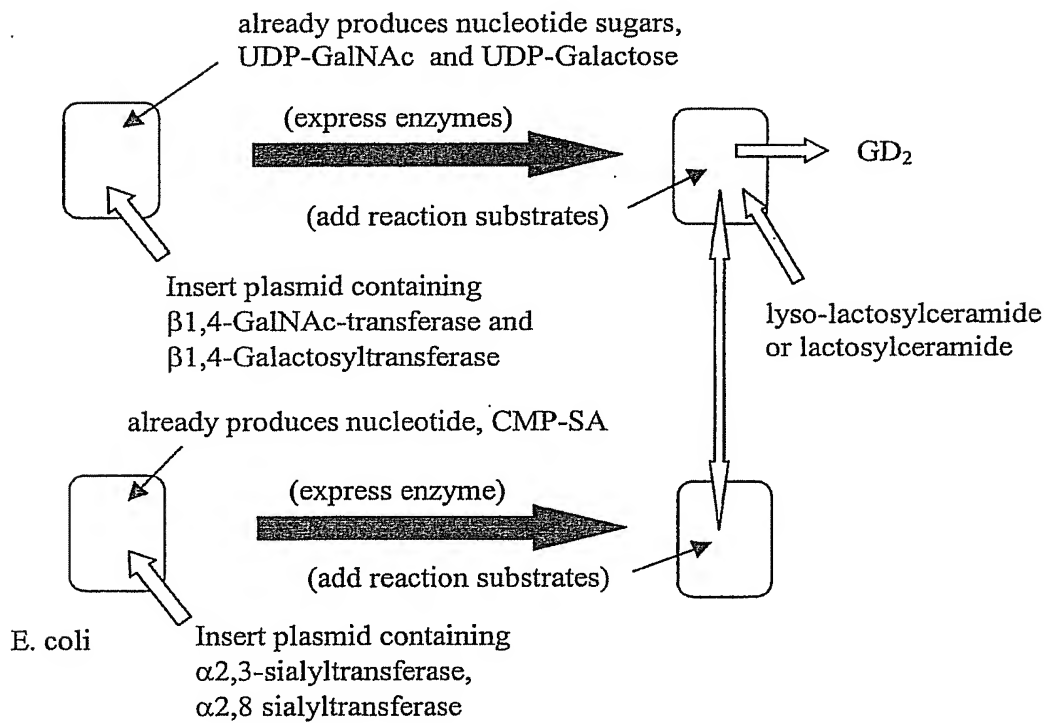 already produces nucleotide sugars,
UDP-GalNAc and UDP-Galactose
(express enzymes)
GD₂
(add reaction substrates)
Insert plasmid containing
β1,4-GalNAc-transferase and
β1,4-Galactosyltransferase
lyso-lactosylceramide
or lactosylceramide
already produces nucleotide, CMP-SA
(express enzyme)
(add reaction substrates)
E. coli
Insert plasmid containing
α2,3-sialyltransferase,
α2,8 sialyltransferase